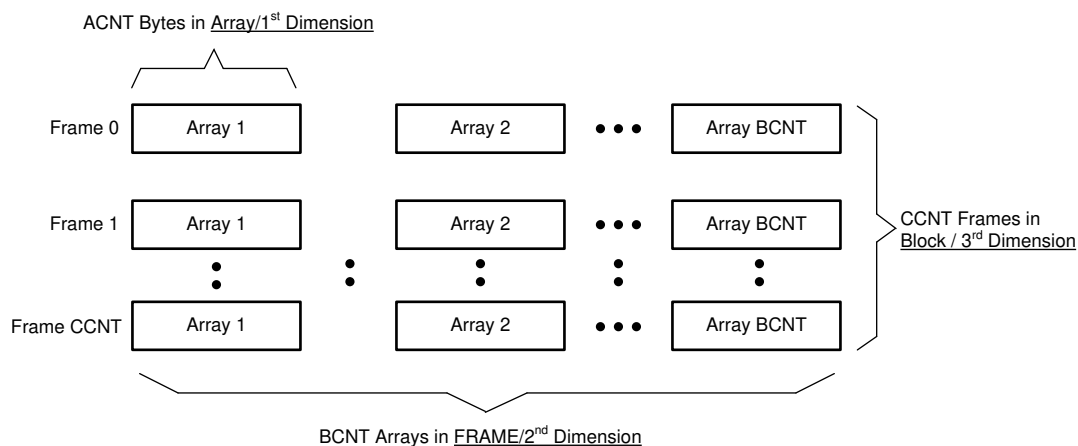 ACNT Bytes in Array/1st Dimension
Frame 0 Array 1 Array 2 Array BCNT
Frame 1 Array 1 Array 2 Array BCNT
CCNT Frames in
Block / 3rd Dimension
Frame CCNT Array 1 Array 2 Array BCNT
BCNT Arrays in FRAME/2nd Dimension